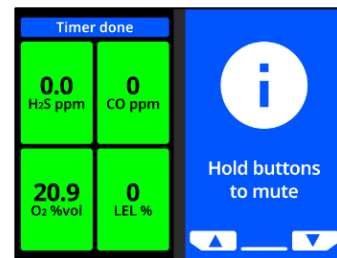 Timer done
0.0
H2S ppm
0
CO ppm
20.9
O2 %vol
0
LEL %
i
Hold buttons
to mute